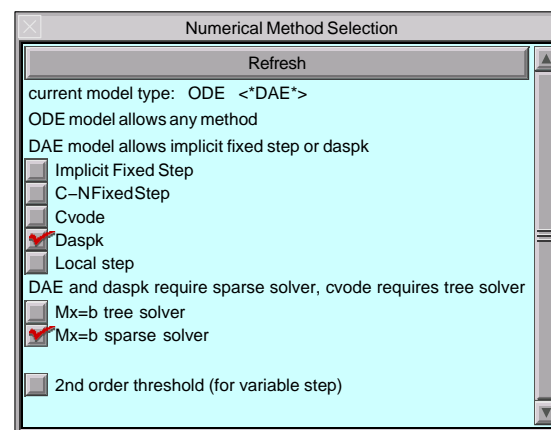 Numerical Method Selection
Refresh
current model type: ODE <*DAE*>
ODE model allows any method
DAE model allows implicit fixed step or daspk
Implicit Fixed Step
C−NFixedStep
Cvode
Daspk
Local step
DAE and daspk require sparse solver, cvode requires tree solver
Mx=b tree solver
Mx=b sparse solver
2nd order threshold (for variable step)